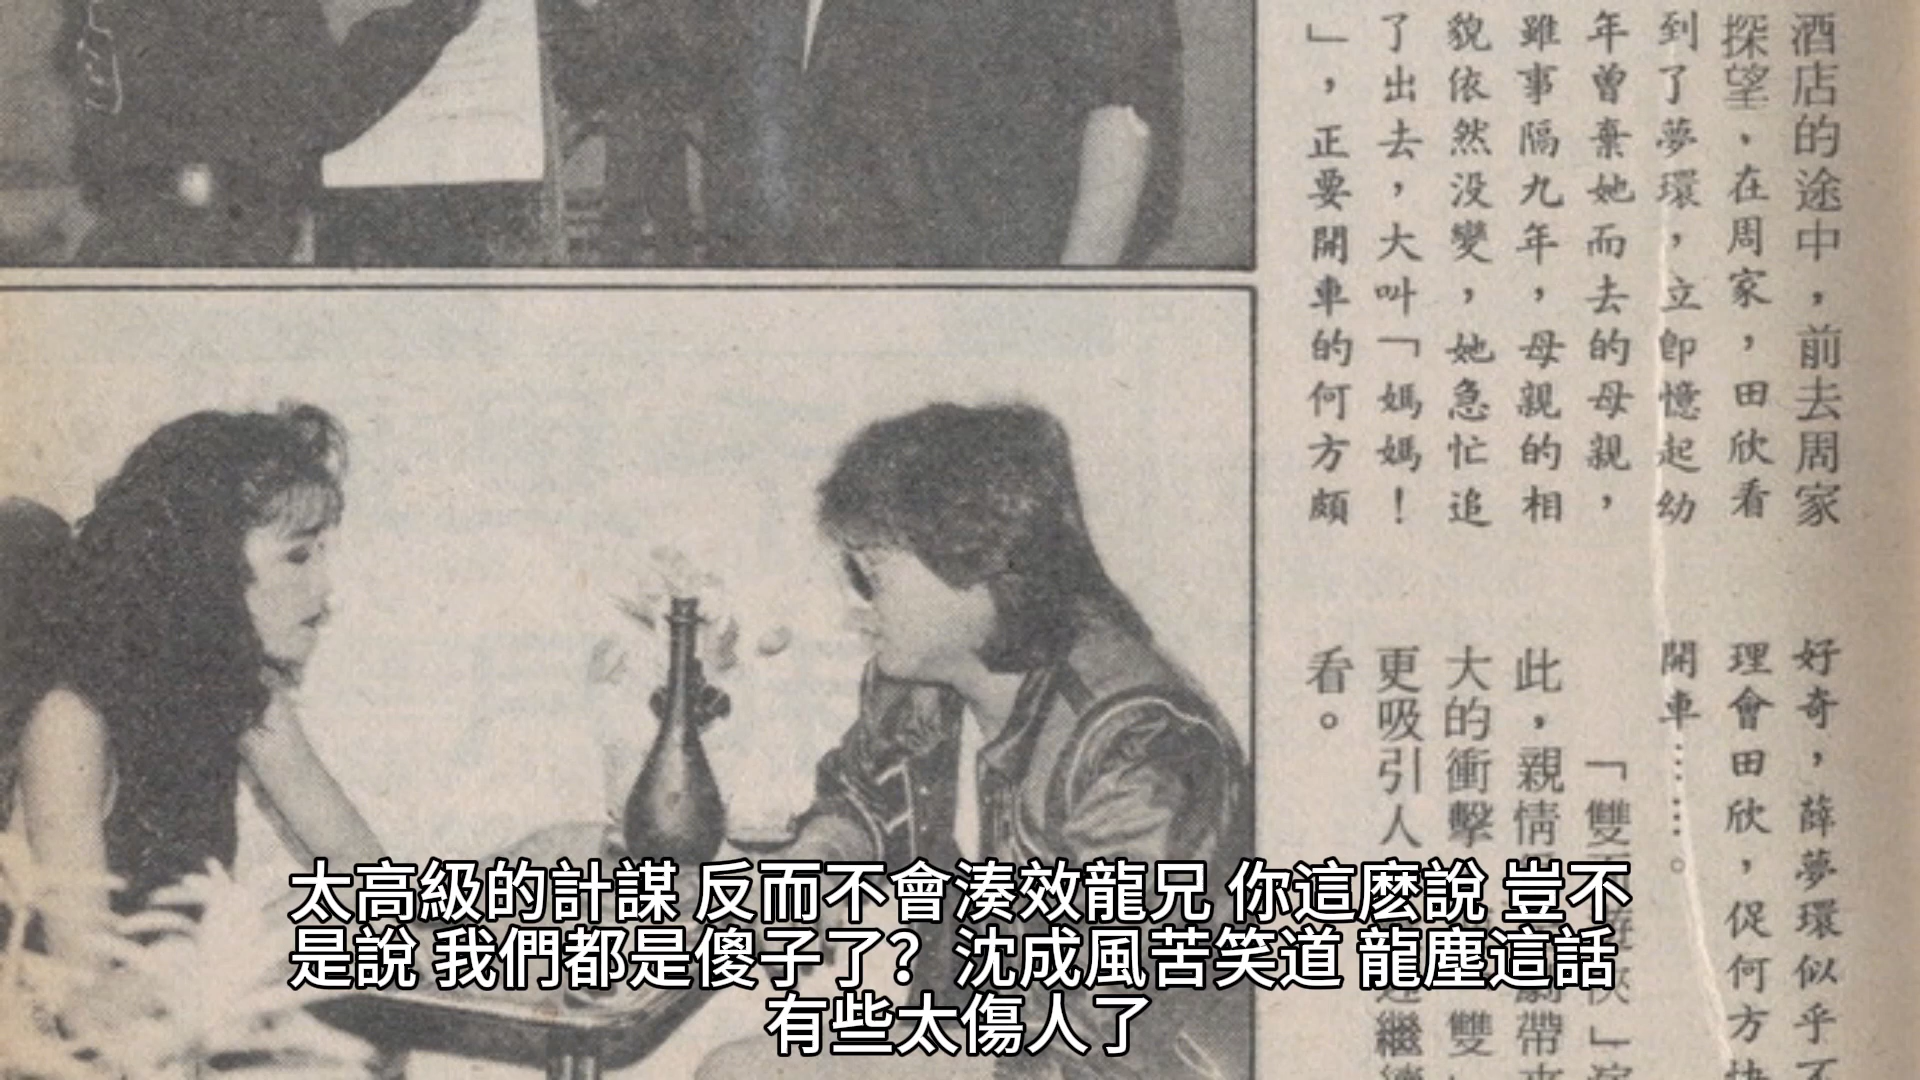 酒店的途中，前去周家
探望、在周家，田欣看
到了夢環，立卽憶起幼
年曾棄她而去的母親，
雖事隔九年，母親的相
貌依然没變，她急忙追
了出去，大叫「媽媽！
」，正要開車的何方頗
好奇，薛夢環似乎不
理會田欣，促何方快
開車……。
「雙
此，親情
大的衝擊
更吸引人
看。
太高級的計謀 反而不會湊效龍兄 你這麽說 豈不
是說 我們都是傻子了？ 沈成風苦笑道 龍塵這話
有些太傷人了